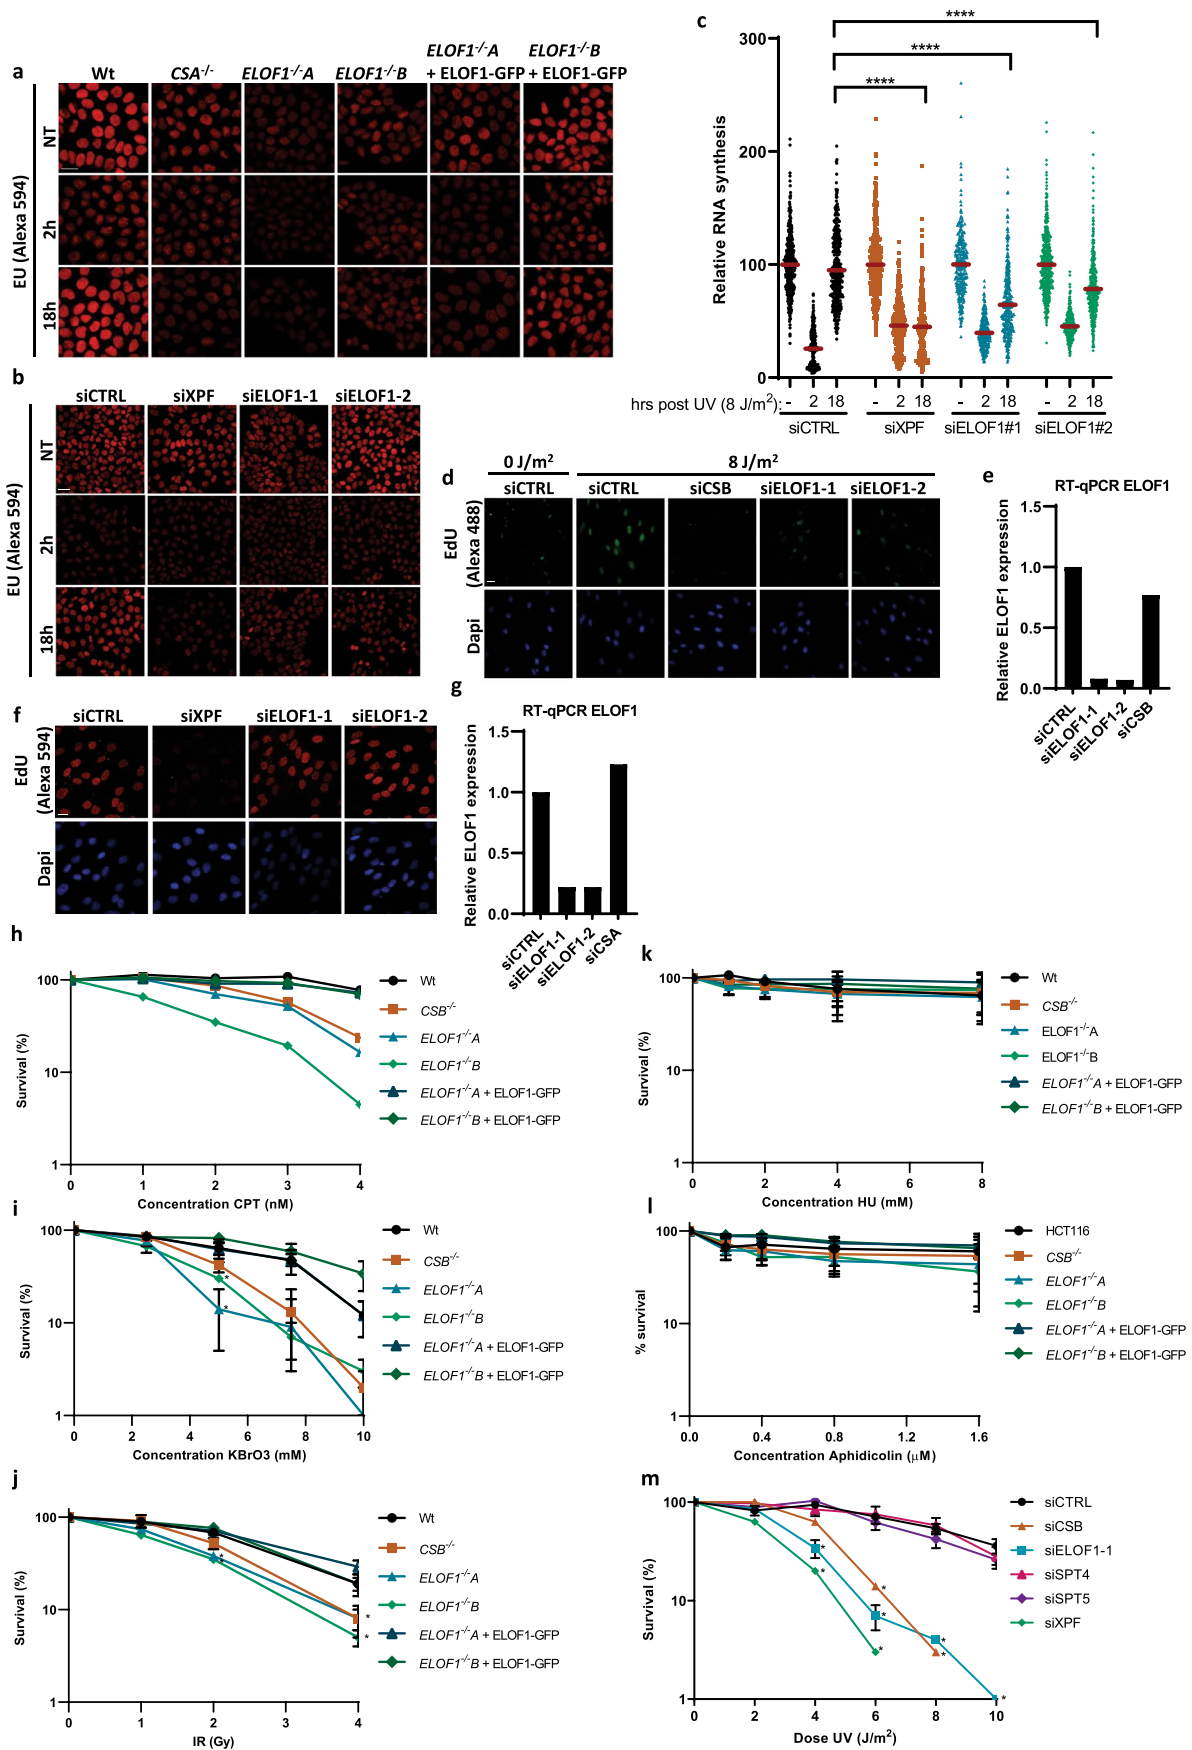 a
Wt
CSA-/-
ELOF1-/-A
ELOF1-/-B
ELOF1-/-A
+ ELOF1-GFP
ELOF1-/-B
+ ELOF1-GFP
EU (Alexa 594)
NT
2h
18h
b
siCTRL
siXPF
siELOF1-1
siELOF1-2
EU (Alexa 594)
NT
2h
18h
c
****
****
****
Relative RNA synthesis
300
200
100
0
hrs post UV (8 J/m²):
- 2 18 - 2 18 - 2 18 - 2 18
siCTRL
siXPF
siELOF1#1
siELOF1#2
d
0 J/m²
8 J/m²
siCTRL
siCTRL
siCSB
siELOF1-1
siELOF1-2
EdU
(Alexa 488)
Dapi
e
RT-qPCR ELOF1
Relative ELOF1 expression
1.5
1.0
0.5
0.0
siCTRL
siELOF1-1
siELOF1-2
siCSB
f
siCTRL
siXPF
siELOF1-1
siELOF1-2
EdU
(Alexa 594)
Dapi
g
RT-qPCR ELOF1
Relative ELOF1 expression
1.5
1.0
0.5
0.0
siCTRL
siELOF1-1
siELOF1-2
siCSA
h
Survival (%)
100
10
1
0 1 2 3 4
Concentration CPT (nM)
Wt
CSB-/-
ELOF1-/-A
ELOF1-/-B
ELOF1-/-A + ELOF1-GFP
ELOF1-/-B + ELOF1-GFP
i
Survival (%)
100
10
1
0 2 4 6 8 10
Concentration KBrO3 (mM)
*
*
Wt
CSB-/-
ELOF1-/-A
ELOF1-/-B
ELOF1-/-A + ELOF1-GFP
ELOF1-/-B + ELOF1-GFP
j
Survival (%)
100
10
1
0 1 2 3 4
IR (Gy)
*
*
*
Wt
CSB-/-
ELOF1-/-A
ELOF1-/-B
ELOF1-/-A + ELOF1-GFP
ELOF1-/-B + ELOF1-GFP
k
Survival (%)
100
10
1
0 2 4 6 8
Concentration HU (mM)
Wt
CSB-/-
ELOF1-/-A
ELOF1-/-B
ELOF1-/-A + ELOF1-GFP
ELOF1-/-B + ELOF1-GFP
l
% survival
100
10
1
0.0 0.4 0.8 1.2 1.6
Concentration Aphidicolin (μM)
HCT116
CSB-/-
ELOF1-/-A
ELOF1-/-B
ELOF1-/-A + ELOF1-GFP
ELOF1-/-B + ELOF1-GFP
m
Survival (%)
100
10
1
0 2 4 6 8 10
Dose UV (J/m²)
*
*
*
*
*
*
*
*
siCTRL
siCSB
siELOF1-1
siSPT4
siSPT5
siXPF